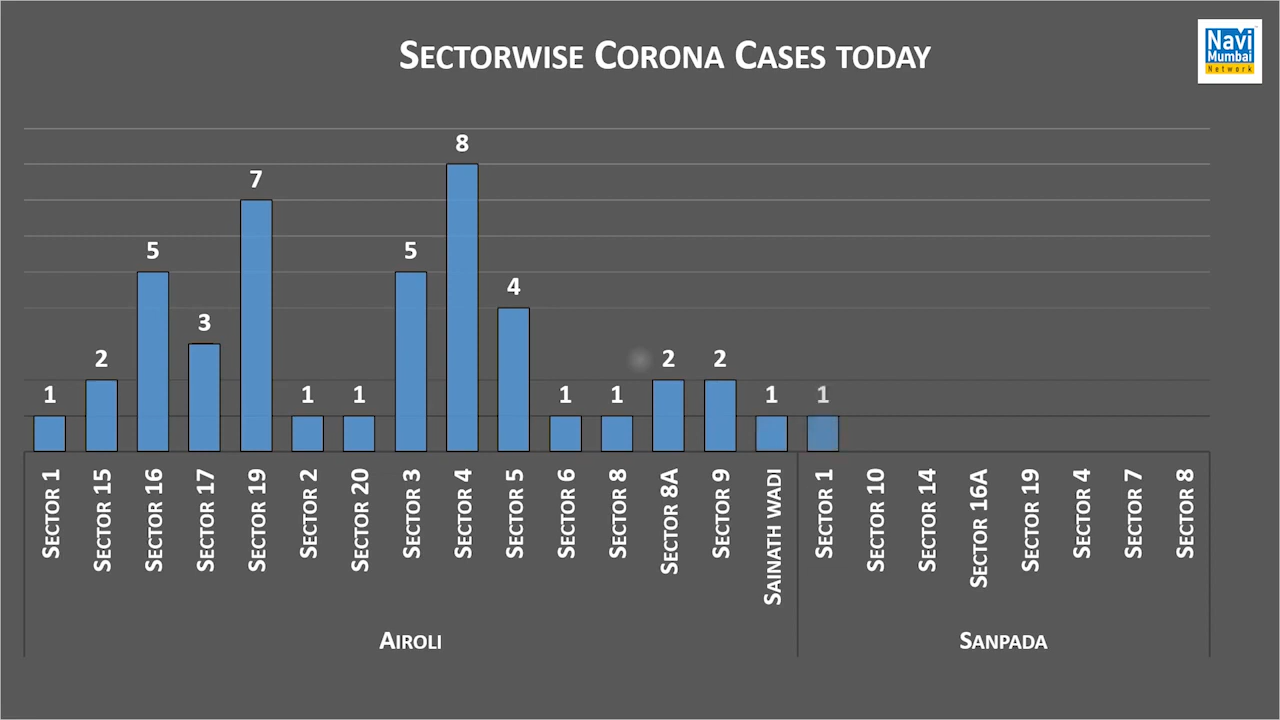 Sectorwise Corona Cases today
Navi
Mumbai
Network
1
2
5
3
7
1
1
5
8
4
1
1
2
2
1
1
Sector 1
Sector 15
Sector 16
Sector 17
Sector 19
Sector 2
Sector 20
Sector 3
Sector 4
Sector 5
Sector 6
Sector 8
Sector 8A
Sector 9
Sainath wadi
Sector 1
Sector 10
Sector 14
Sector 16A
Sector 19
Sector 4
Sector 7
Sector 8
Airoli
Sanpada